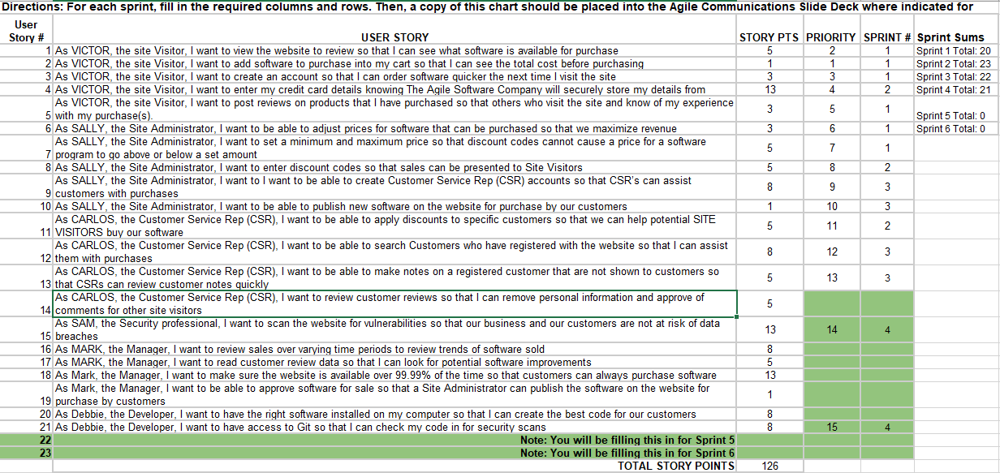 Directions: For each sprint, fill in the required columns and rows. Then, a copy of this chart should be placed into the Agile Communications Slide Deck where indicated for
User
Story # USER STORY STORY PTS PRIORITY SPRINT # Sprint Sums
1 As VICTOR, the site Visitor, I want to view the website to review so that I can see what software is available for purchase 5 2 1 Sprint 1 Total: 20
2 As VICTOR, the site Visitor, I want to add software to purchase into my cart so that I can see the total cost before purchasing 1 1 1 Sprint 2 Total: 23
3 As VICTOR, the site Visitor, I want to create an account so that I can order software quicker the next time I visit the site 3 3 1 Sprint 3 Total: 22
4 As VICTOR, the site Visitor, I want to enter my credit card details knowing The Agile Software Company will securely store my details from 13 4 2 Sprint 4 Total: 21
As VICTOR, the site Visitor, I want to post reviews on products that I have purchased so that others who visit the site and know of my experience
5 with my purchase(s). 3 5 1 Sprint 5 Total: 0
6 As SALLY, the Site Administrator, I want to be able to adjust prices for software that can be purchased so that we maximize revenue 3 6 1 Sprint 6 Total: 0
As SALLY, the Site Administrator, I want to set a minimum and maximum price so that discount codes cannot cause a price for a software
7 program to go above or below a set amount 5 7 1
8 As SALLY, the Site Administrator, I want to enter discount codes so that sales can be presented to Site Visitors 5 8 2
As SALLY, the Site Administrator, I want to I want to be able to create Customer Service Rep (CSR) accounts so that CSR's can assist
9 customers with purchases 8 9 3
10 As SALLY, the Site Administrator, I want to be able to publish new software on the website for purchase by our customers 1 10 3
As CARLOS, the Customer Service Rep (CSR), I want to be able to apply discounts to specific customers so that we can help potential SITE
11 VISITORS buy our software 5 11 2
As CARLOS, the Customer Service Rep (CSR), I want to be able to search Customers who have registered with the website so that I can assist
12 them with purchases 8 12 3
As CARLOS, the Customer Service Rep (CSR), I want to be able to make notes on a registered customer that are not shown to customers so
13 that CSRs can review customer notes quickly 5 13 3
As CARLOS, the Customer Service Rep (CSR), I want to review customer reviews so that I can remove personal information and approve of
14 comments for other site visitors 5
As SAM, the Security professional, I want to scan the website for vulnerabilities so that our business and our customers are not at risk of data
15 breaches 13 14 4
16 As MARK, the Manager, I want to review sales over varying time periods to review trends of software sold 8
17 As MARK, the Manager, I want to read customer review data so that I can look for potential software improvements 5
18 As Mark, the Manager, I want to make sure the website is available over 99.99% of the time so that customers can always purchase software 13
As Mark, the Manager, I want to be able to approve software for sale so that a Site Administrator can publish the software on the website for
19 purchase by customers 1
20 As Debbie, the Developer, I want to have the right software installed on my computer so that I can create the best code for our customers 8
21 As Debbie, the Developer, I want to have access to Git so that I can check my code in for security scans 8 15 4
22 Note: You will be filling this in for Sprint 5
23 Note: You will be filling this in for Sprint 6
TOTAL STORY POINTS 126